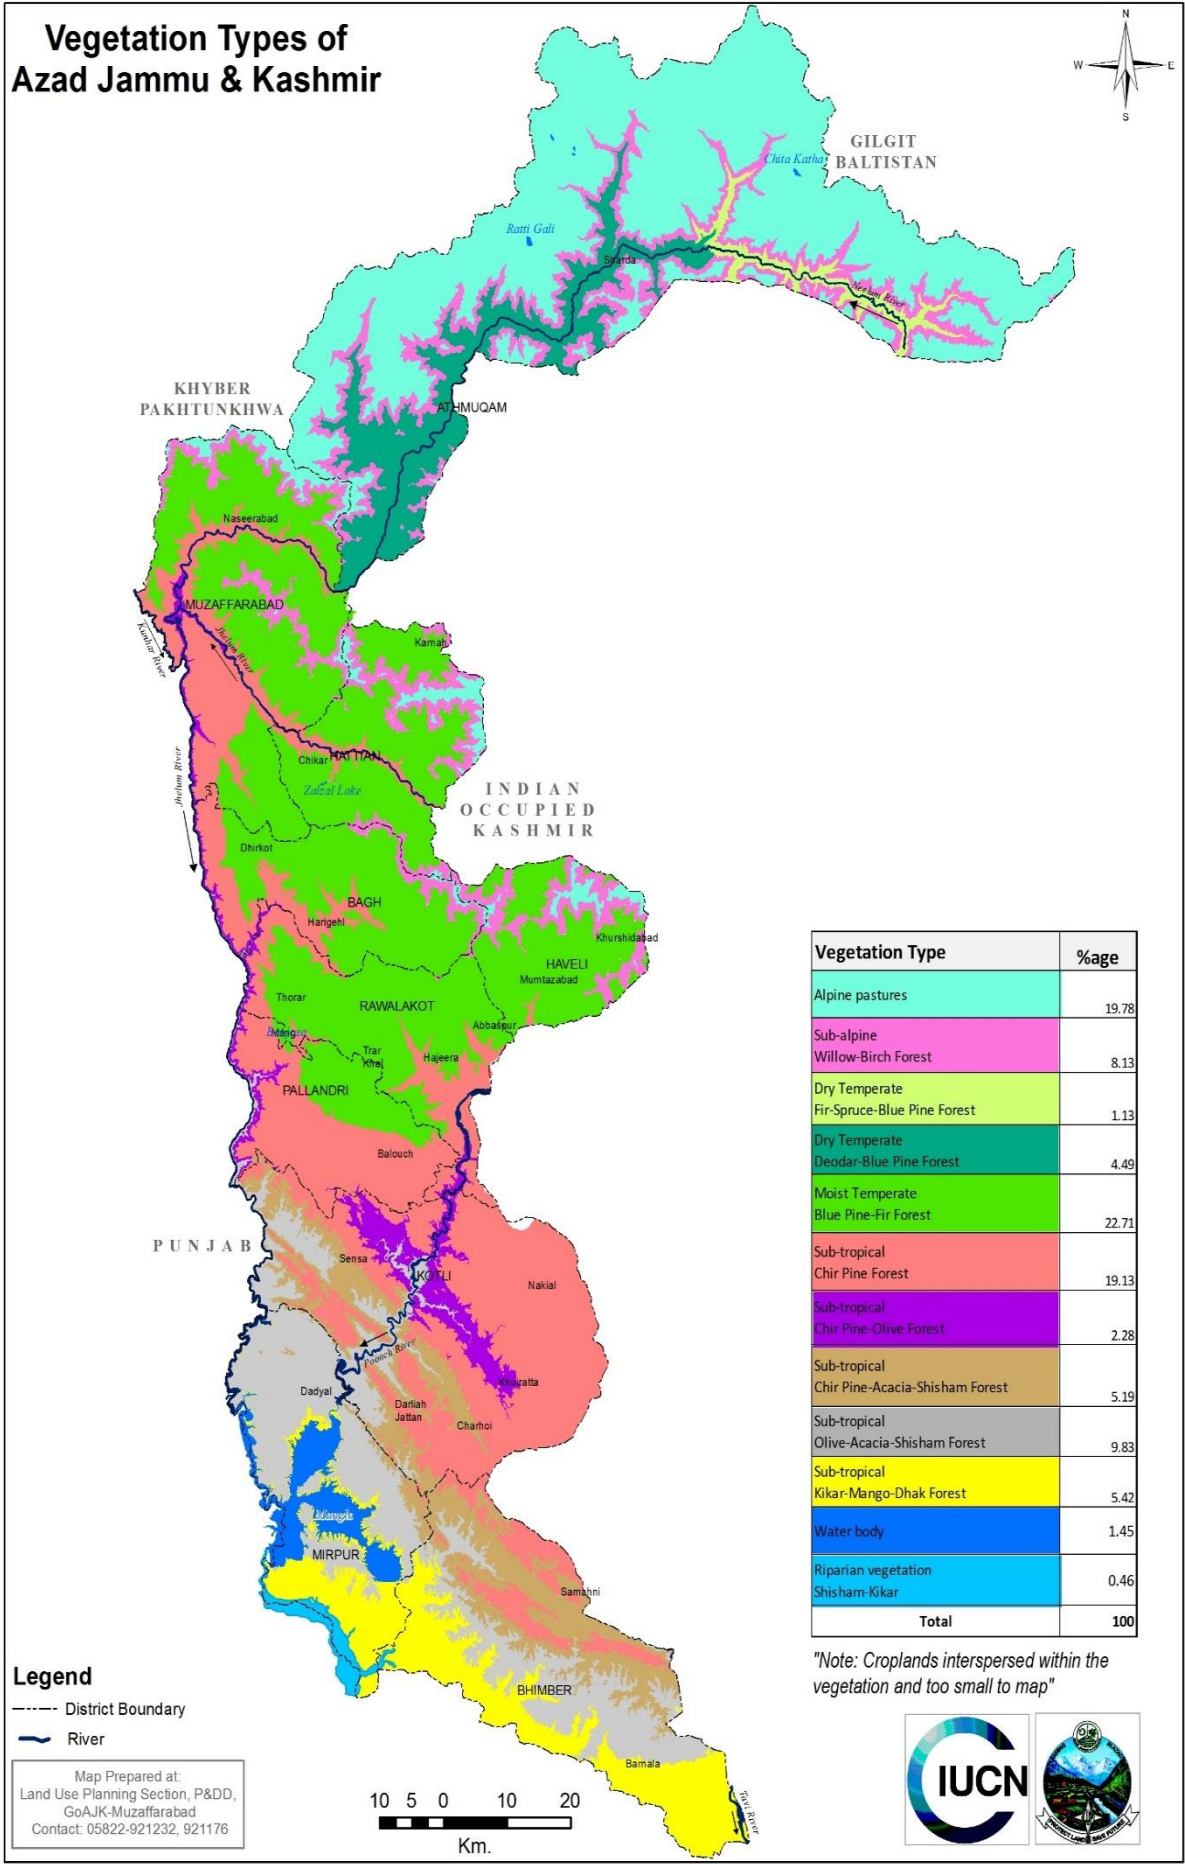 Vegetation Types of
Azad Jammu & Kashmir
N
W
E
S
GILGIT
BALTISTAN
Chita Katha
Ratti Gali
Sharda
Neelum River
KHYBER
PAKHTUNKHWA
ATHMUQAM
Naseerabad
MUZAFFARABAD
Kunhar River
Jhelum River
Karnah
Jhelum River
Chikar
HATTIAN
Zalzal Lake
INDIAN
OCCUPIED
KASHMIR
Dhirkot
BAGH
Harigehl
Khurshidabad
HAVELI
Mumtazabad
Thorar
RAWALAKOT
Abbaspur
Trar
Khal
Hajeera
PALLANDRI
Balouch
PUNJAB
Sensa
KOTLI
Nakial
Poonch River
Khuiratta
Dadyal
Darliah
Jattan
Charhoi
Mangla
MIRPUR
Samahni
BHIMBER
Barnala
Tavi River
Vegetation Type %age
Alpine pastures 19.78
Sub-alpine
Willow-Birch Forest 8.13
Dry Temperate
Fir-Spruce-Blue Pine Forest 1.13
Dry Temperate
Deodar-Blue Pine Forest 4.49
Moist Temperate
Blue Pine-Fir Forest 22.71
Sub-tropical
Chir Pine Forest 19.13
Sub-tropical
Chir Pine-Olive Forest 2.28
Sub-tropical
Chir Pine-Acacia-Shisham Forest 5.19
Sub-tropical
Olive-Acacia-Shisham Forest 9.83
Sub-tropical
Kikar-Mango-Dhak Forest 5.42
Water body 1.45
Riparian vegetation
Shisham-Kikar 0.46
Total 100
"Note: Croplands interspersed within the
vegetation and too small to map"
Legend
District Boundary
River
Map Prepared at:
Land Use Planning Section, P&DD,
GoAJK-Muzaffarabad
Contact: 05822-921232, 921176
10 5 0 10 20
Km.
IUCN
PROTECT LAND SAVE FUTURE